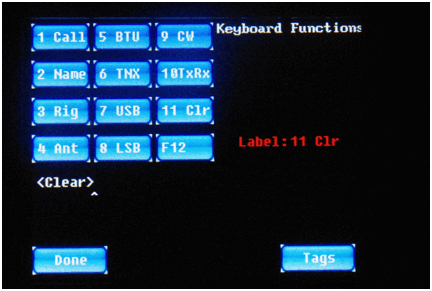 1 Call 5 BTU 9 CW Keyboard Functions
2 Name 6 TNX 10TxRx
3 Rig 7 USB 11 Clr
4 Ant 8 LSB F12 Label:11 Clr
<Clear>
^
Done Tags